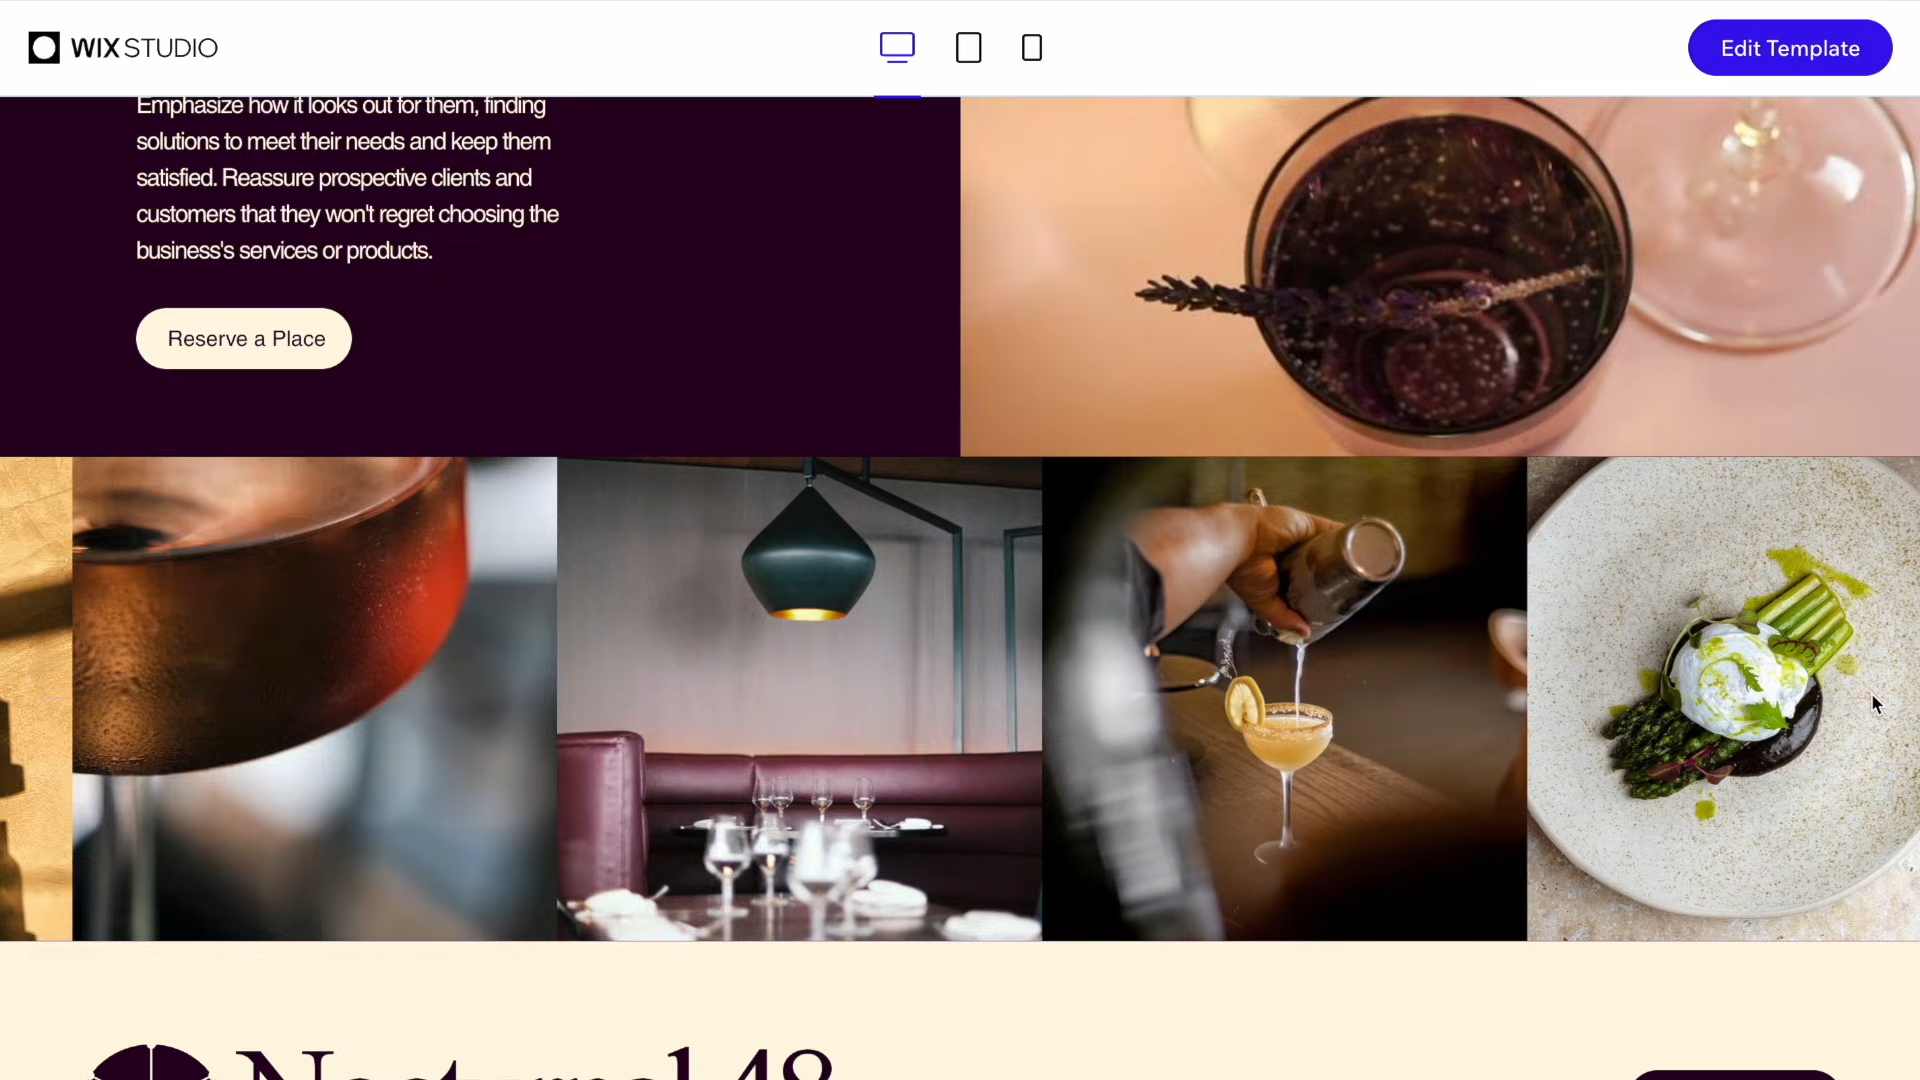 WIX STUDIO
Edit Template
Emphasize how it looks out for them, finding
solutions to meet their needs and keep them
satisfied. Reassure prospective clients and
customers that they won't regret choosing the
business's services or products.
Reserve a Place
Nocturnal 48